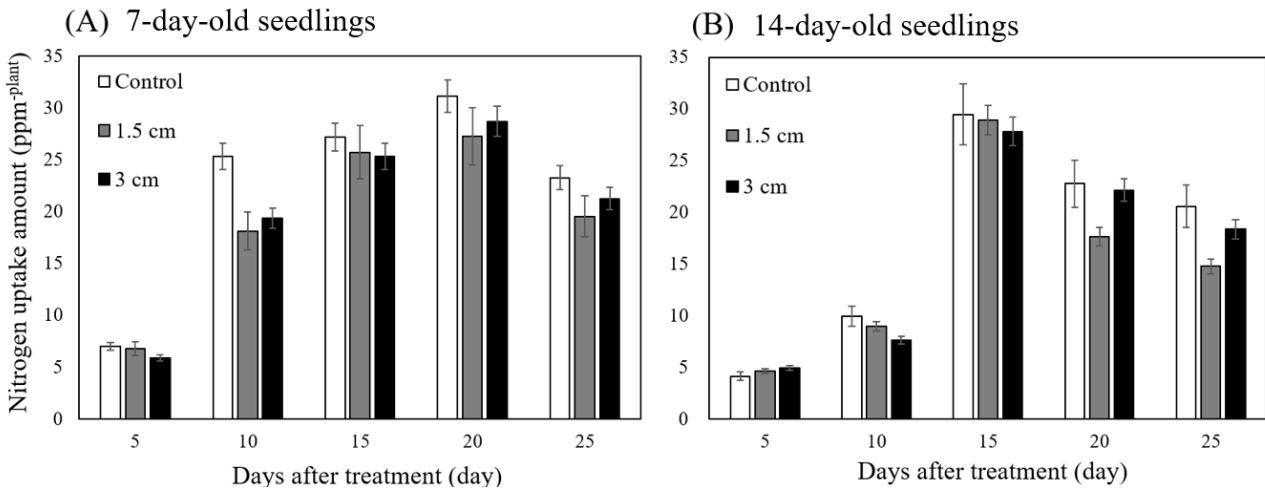 (A) 7-day-old seedlings
Nitrogen uptake amount (ppm-plant)
35
30
25
20
15
10
5
0
Control
1.5 cm
3 cm
5 10 15 20 25
Days after treatment (day)
(B) 14-day-old seedlings
35
30
25
20
15
10
5
0
Control
1.5 cm
3 cm
5 10 15 20 25
Days after treatment (day)